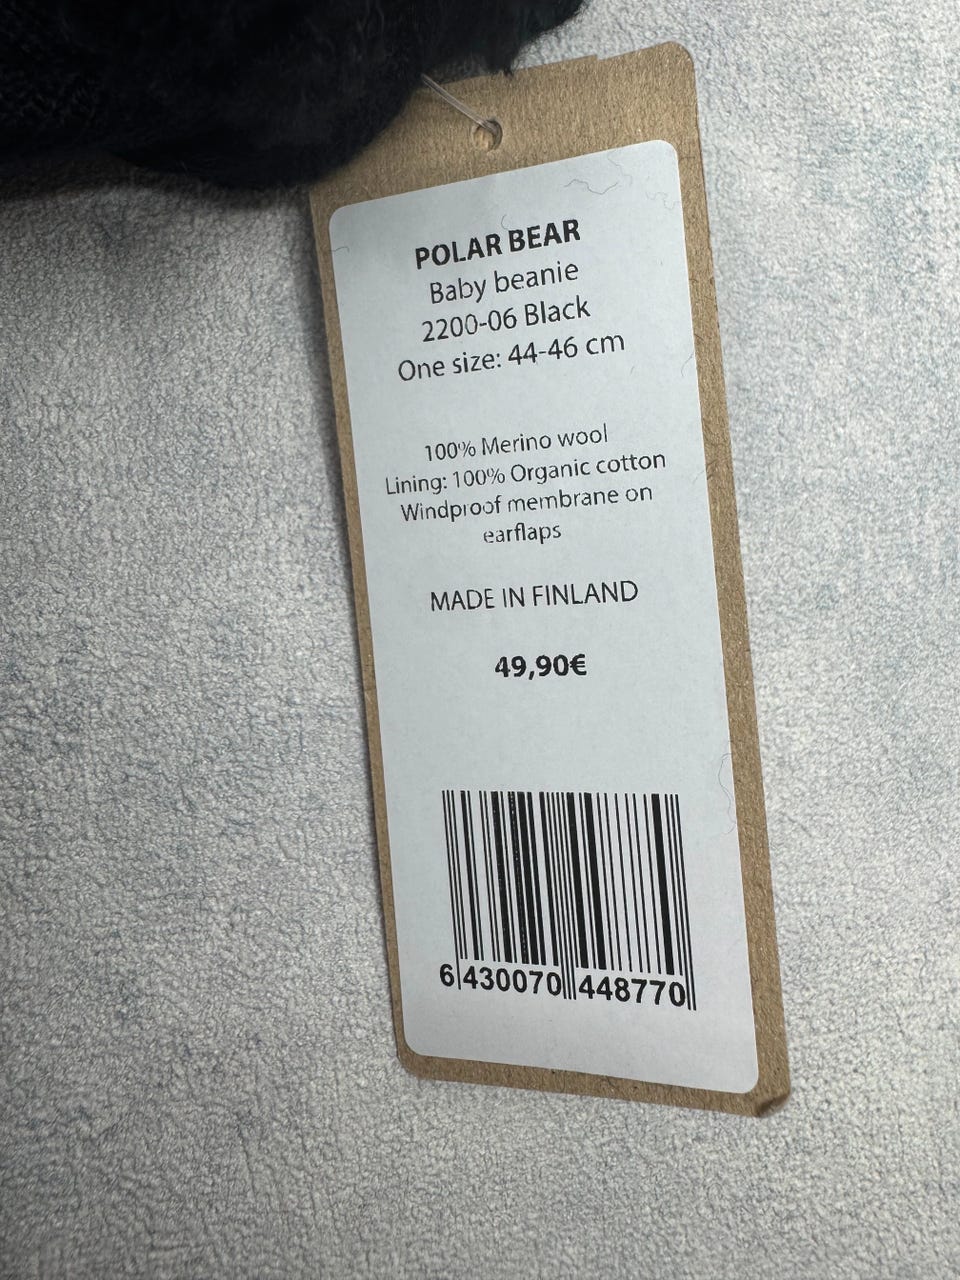 POLAR BEAR
Baby beanie
2200-06 Black
One size: 44-46 cm
100% Merino wool
Lining: 100% Organic cotton
Windproof membrane on
earflaps
MADE IN FINLAND
49,90€
6 430070 448770